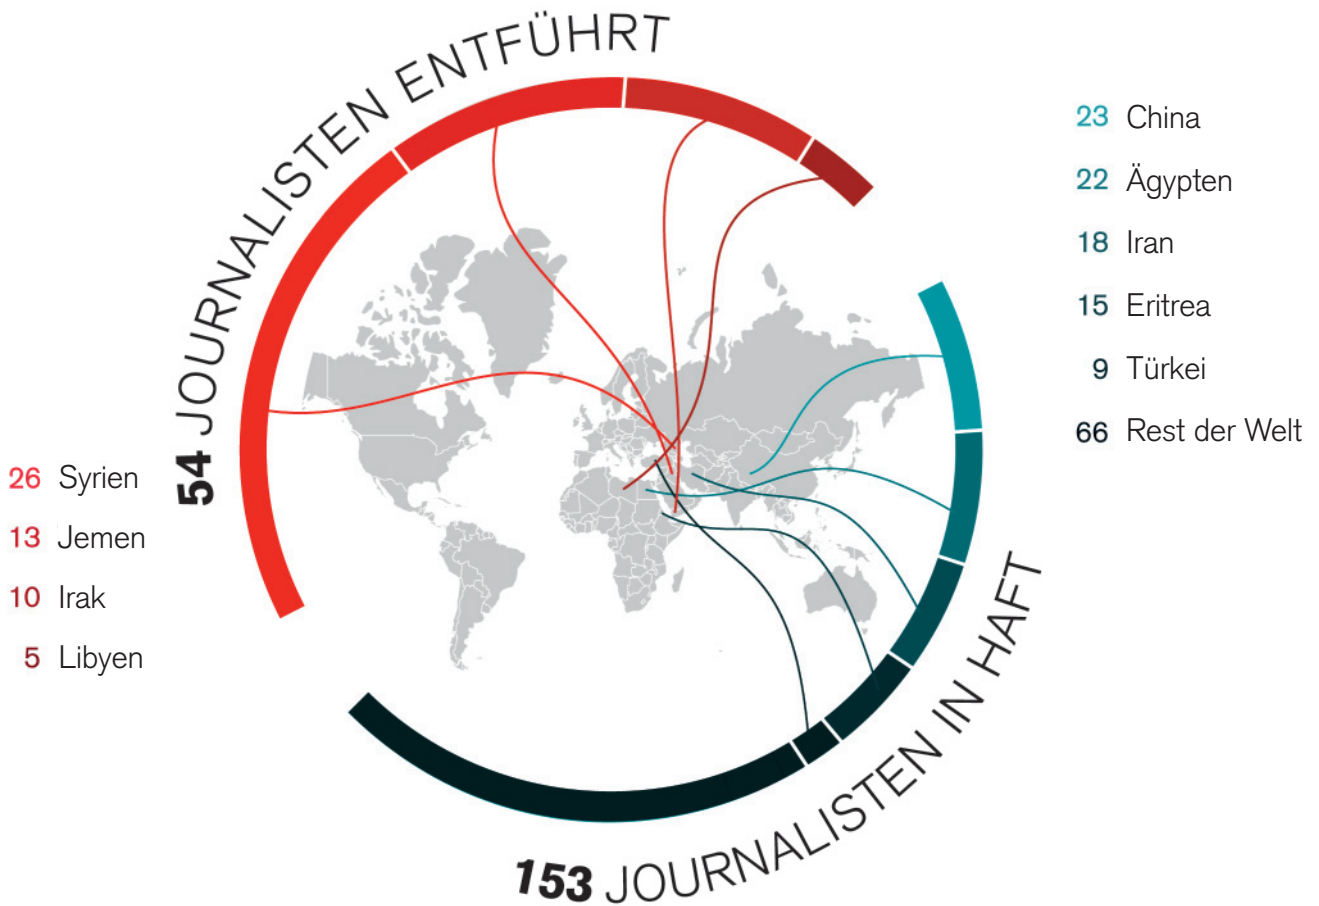 54 JOURNALISTEN ENTFÜHRT
26 Syrien
13 Jemen
10 Irak
5 Libyen
23 China
22 Ägypten
18 Iran
15 Eritrea
9 Türkei
66 Rest der Welt
153 JOURNALISTEN IN HAFT